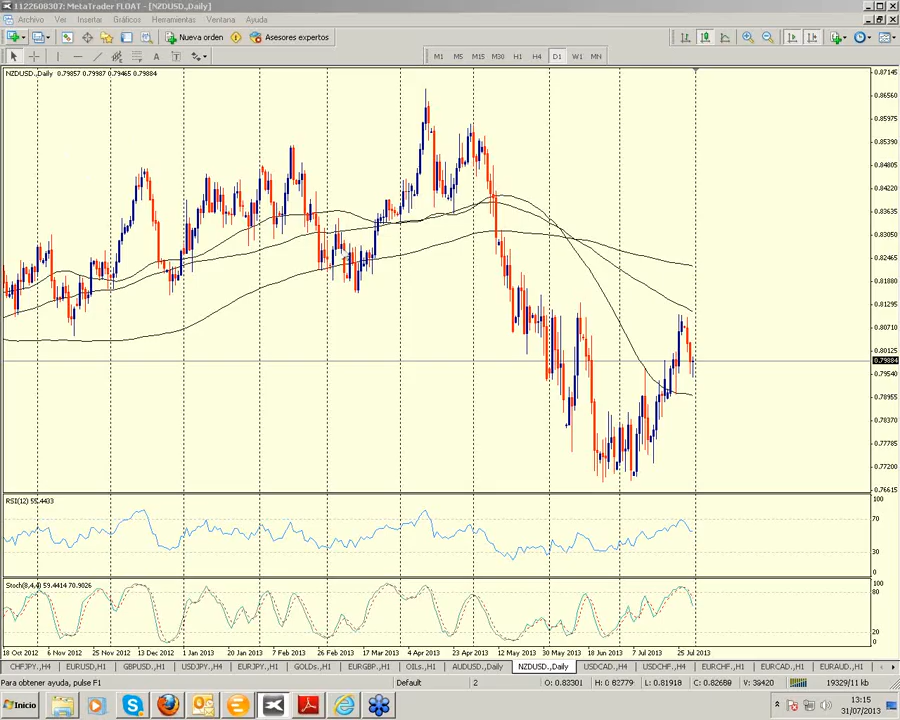 1122608307: MetaTrader FLOAT - [NZDUSD.,Daily]
Archivo Ver Insertar Gráficos Herramientas Ventana Ayuda
Nueva orden Asesores expertos
A T M1 M5 M15 M30 H1 H4 D1 W1 MN
NZDUSD.,Daily 0.79857 0.79987 0.79465 0.79884
0.87145
0.86560
0.85975
0.85390
0.84805
0.84220
0.83635
0.83050
0.82465
0.81880
0.81295
0.80710
0.80125
0.79884
0.79540
0.78955
0.78370
0.77785
0.77200
0.76615
RSI(12) 55.4433
100
70
30
0
Stoch(8,4,4) 59.4414 70.9026
100
80
20
0
18 Oct 2012 6 Nov 2012 25 Nov 2012 13 Dec 2012 1 Jan 2013 20 Jan 2013 7 Feb 2013 26 Feb 2013 17 Mar 2013 4 Apr 2013 23 Apr 2013 12 May 2013 30 May 2013 18 Jun 2013 7 Jul 2013 25 Jul 2013
CHFJPY.,H4 EURUSD.,H1 GBPUSD.,H1 USDJPY.,H4 EURJPY.,H1 GOLDs.,H1 EURGBP.,H1 OILs.,H1 AUDUSD.,Daily NZDUSD.,Daily USDCAD.,H4 USDCHF.,H4 EURCHF.,H1 EURCAD.,H1 EURAUD.,H1
Para obtener ayuda, pulse F1 Default 2 O: 0.83301 H: 0.82779 L: 0.81918 C: 0.82689 V: 39420 19329/11 kb
Inicio 13:15
31/07/2013